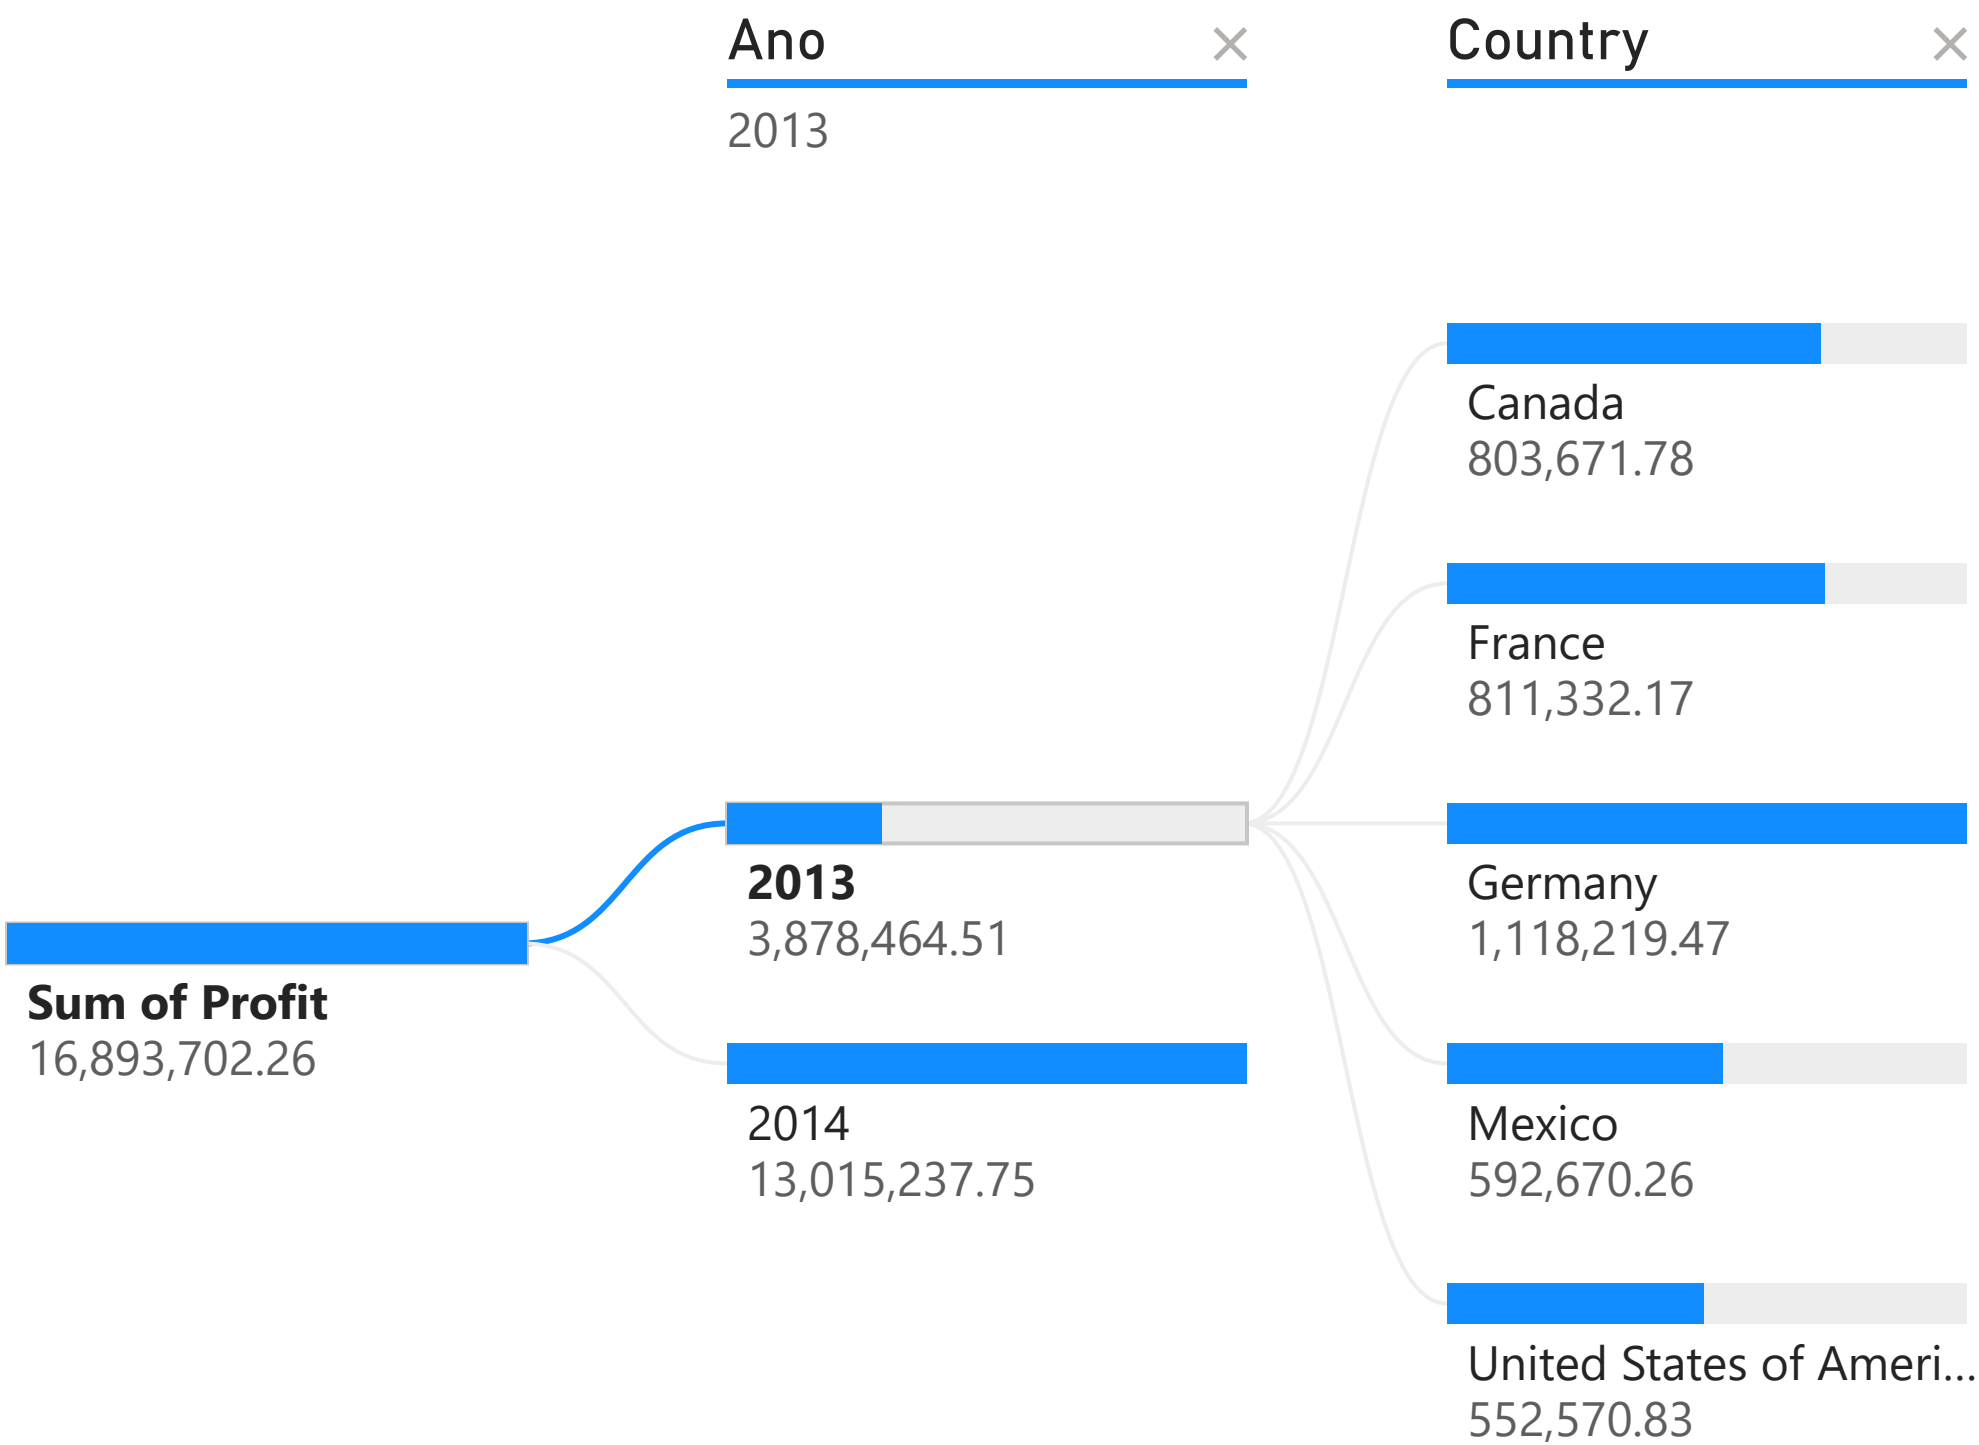 Ano
2013
Country
Sum of Profit
16,893,702.26
2013
3,878,464.51
2014
13,015,237.75
Canada
803,671.78
France
811,332.17
Germany
1,118,219.47
Mexico
592,670.26
United States of Ameri...
552,570.83